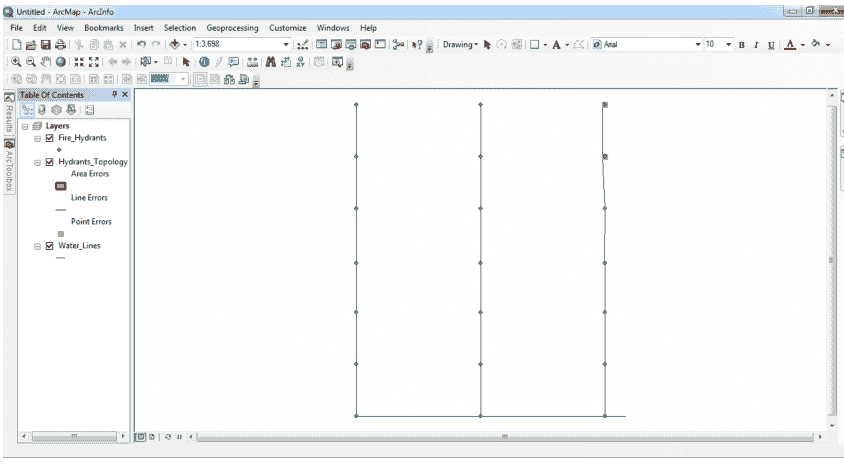 Untitled - ArcMap - ArcInfo
File Edit View Bookmarks Insert Selection Geoprocessing Customize Windows Help
1:3.698 Drawing A Arial 10 B I U A
Table Of Contents
Results
ArcToolbox
Layers
Fire_Hydrants
Hydrants_Topology
Area Errors
Line Errors
Point Errors
Water_Lines